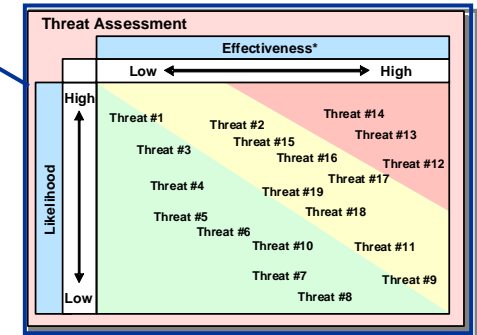 Threat Assessment
Effectiveness*
Low High
High
Likelihood
Low
Threat #14
Threat #1
Threat #2
Threat #13
Threat #15
Threat #3
Threat #16
Threat #12
Threat #17
Threat #4
Threat #19
Threat #18
Threat #5
Threat #6
Threat #10
Threat #11
Threat #7
Threat #9
Threat #8